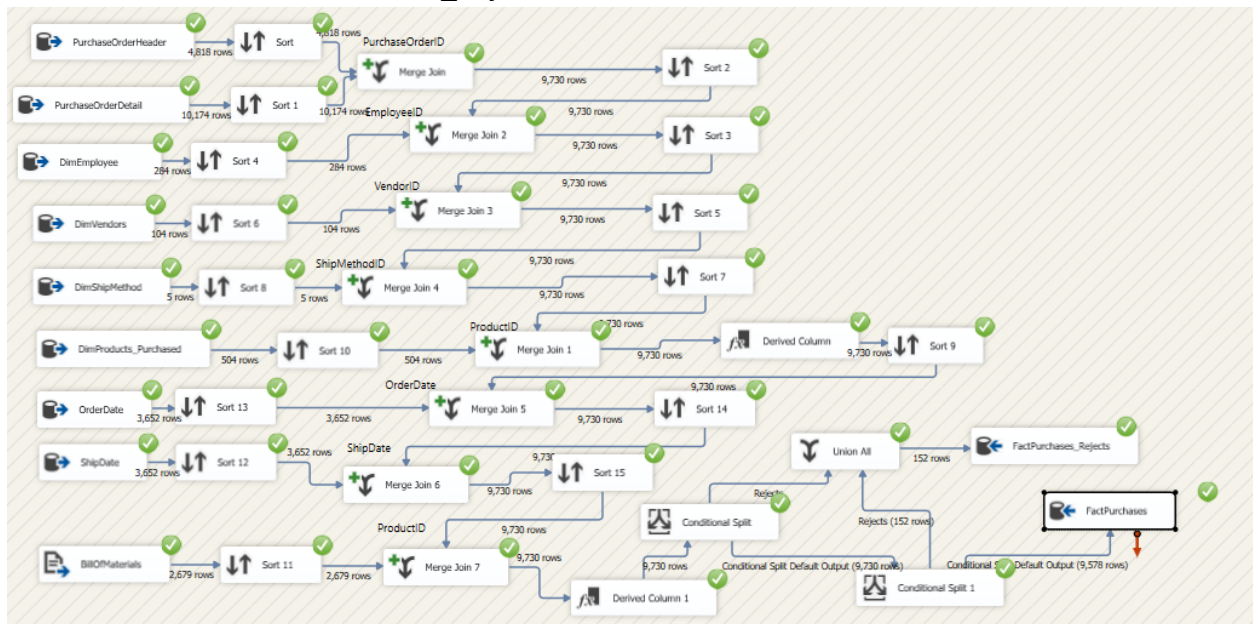 PurchaseOrderHeader
4,818 rows
Sort
4,818 rows
PurchaseOrderID
Merge Join
9,730 rows
Sort 2
PurchaseOrderDetail
10,174 rows
Sort 1
10,174 rows
EmployeeID
9,730 rows
Merge Join 2
9,730 rows
Sort 3
DimEmployee
284 rows
Sort 4
284 rows
VendorID
9,730 rows
Merge Join 3
9,730 rows
Sort 5
DimVendors
104 rows
Sort 6
104 rows
ShipMethodID
9,730 rows
Merge Join 4
9,730 rows
Sort 7
DimShipMethod
5 rows
Sort 8
5 rows
ProductID
9,730 rows
DimProducts_Purchased
504 rows
Sort 10
504 rows
Merge Join 1
9,730 rows
Derived Column
9,730 rows
Sort 9
OrderDate
9,730 rows
OrderDate
3,652 rows
Sort 13
3,652 rows
Merge Join 5
9,730 rows
Sort 14
ShipDate
9,730
ShipDate
3,652 rows
Sort 12
3,652 rows
Merge Join 6
9,730 rows
Sort 15
Union All
152 rows
FactPurchases_Rejects
Rejects
Rejects (152 rows)
FactPurchases
ProductID
9,730 rows
BillOfMaterials
2,679 rows
Sort 11
2,679 rows
Merge Join 7
9,730 rows
Derived Column 1
9,730 rows
Conditional Split
Conditional Split Default Output (9,730 rows)
Conditional Split 1
Conditional Split Default Output (9,578 rows)